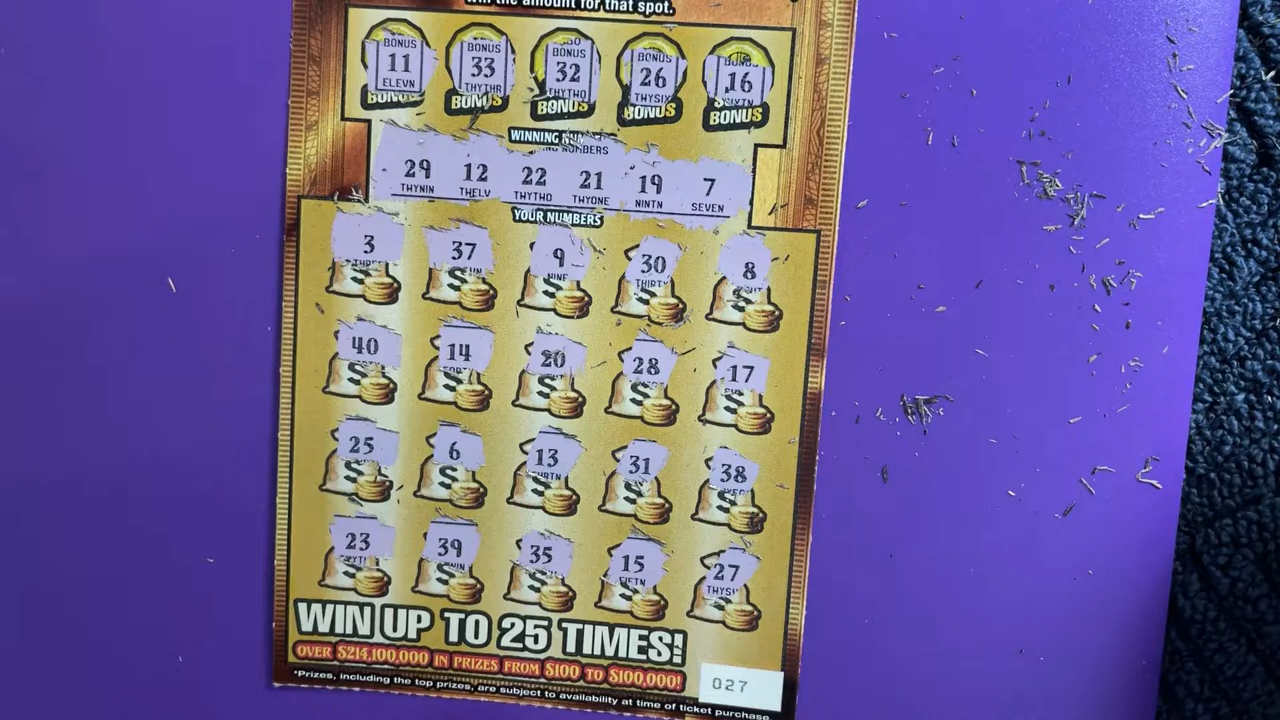 win the amount for that spot.
BONUS BONUS BONUS BONUS BONUS
11 33 32 26 16
ELEVN THYTHR THYTWO THYSIX SIXTN
BONUS BONUS BONUS BONUS BONUS
WINNING NUM
NUMBERS
29 12 22 21 19 7
THYNIN THELV THYTWO THYONE NINTN SEVEN
YOUR NUMBERS
3 37 9 30 8
NINE THIRTY
40 14 20 28 17
25 6 13 31 38
23 39 35 15 27
FIFTN
WIN UP TO 25 TIMES!
OVER $214,100,000 IN PRIZES FROM $100 TO $100,000!
*Prizes, including the top prizes, are subject to availability at time of ticket purchase.
027